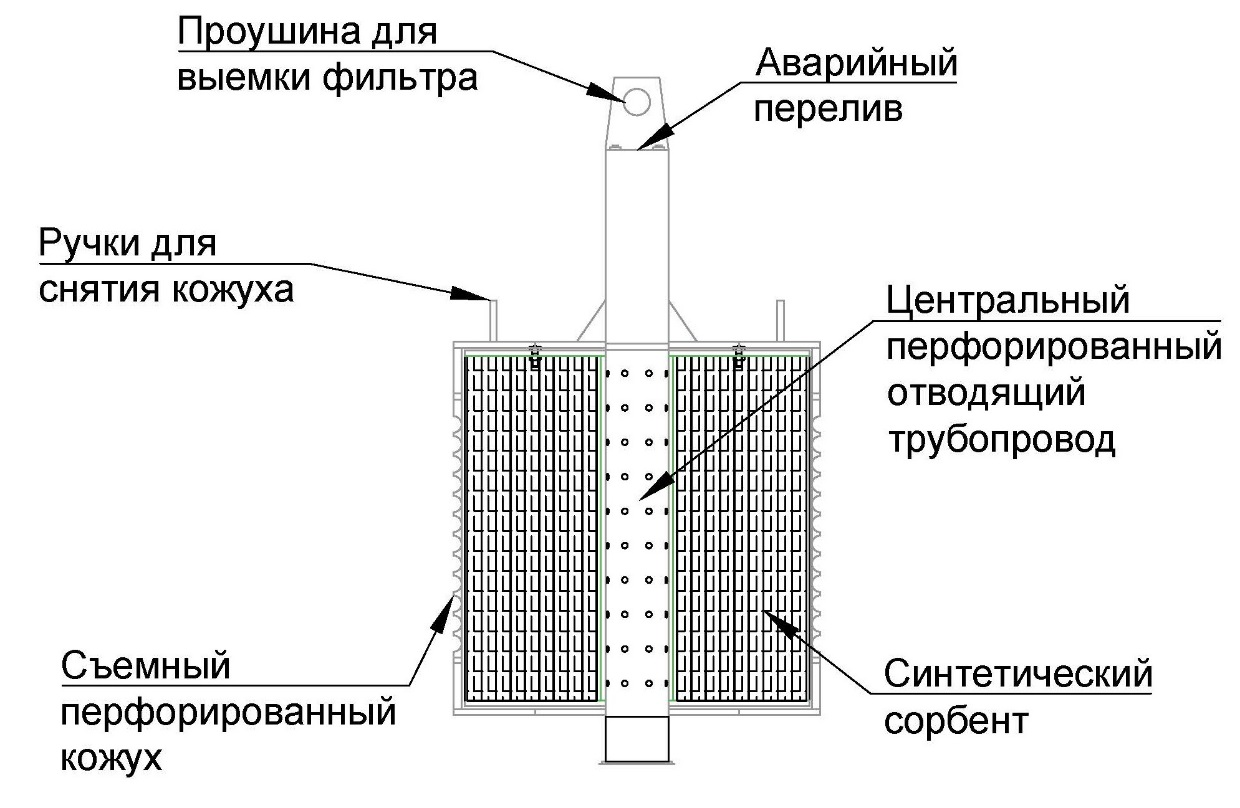 Проушина для
выемки фильтра
Аварийный
перелив
Ручки для
снятия кожуха
Центральный
перфорированный
отводящий
трубопровод
Съемный
перфорированный
кожух
Синтетический
сорбент